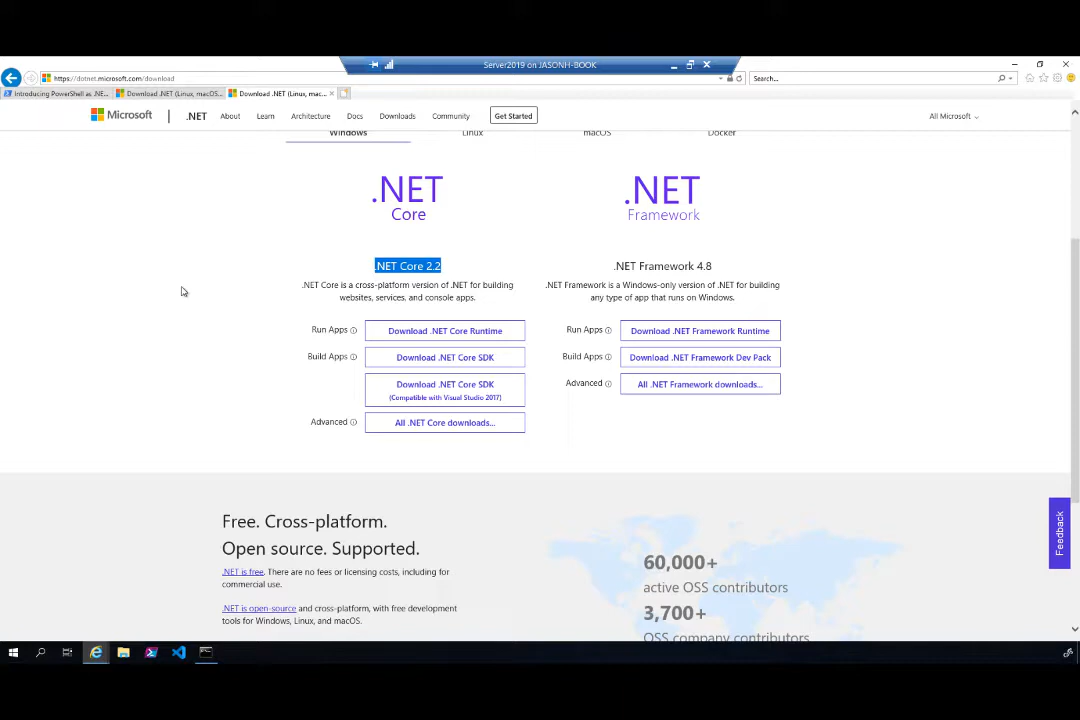 Server2019 on JASONH-BOOK
https://dotnet.microsoft.com/download
Search...
Introducing PowerShell as .NE...
Download .NET (Linux, macOS...
Download .NET (Linux, mac...
Microsoft
.NET
About
Learn
Architecture
Docs
Downloads
Community
Get Started
All Microsoft
Windows
Linux
macOS
Docker
.NET
Core
.NET
Framework
.NET Core 2.2
.NET Core is a cross-platform version of .NET for building
websites, services, and console apps.
Run Apps
Download .NET Core Runtime
Build Apps
Download .NET Core SDK
Download .NET Core SDK
(Compatible with Visual Studio 2017)
Advanced
All .NET Core downloads...
.NET Framework 4.8
.NET Framework is a Windows-only version of .NET for building
any type of app that runs on Windows.
Run Apps
Download .NET Framework Runtime
Build Apps
Download .NET Framework Dev Pack
Advanced
All .NET Framework downloads...
Free. Cross-platform.
Open source. Supported.
.NET is free. There are no fees or licensing costs, including for
commercial use.
.NET is open-source and cross-platform, with free development
tools for Windows, Linux, and macOS.
60,000+
active OSS contributors
3,700+
OSS company contributors
Feedback